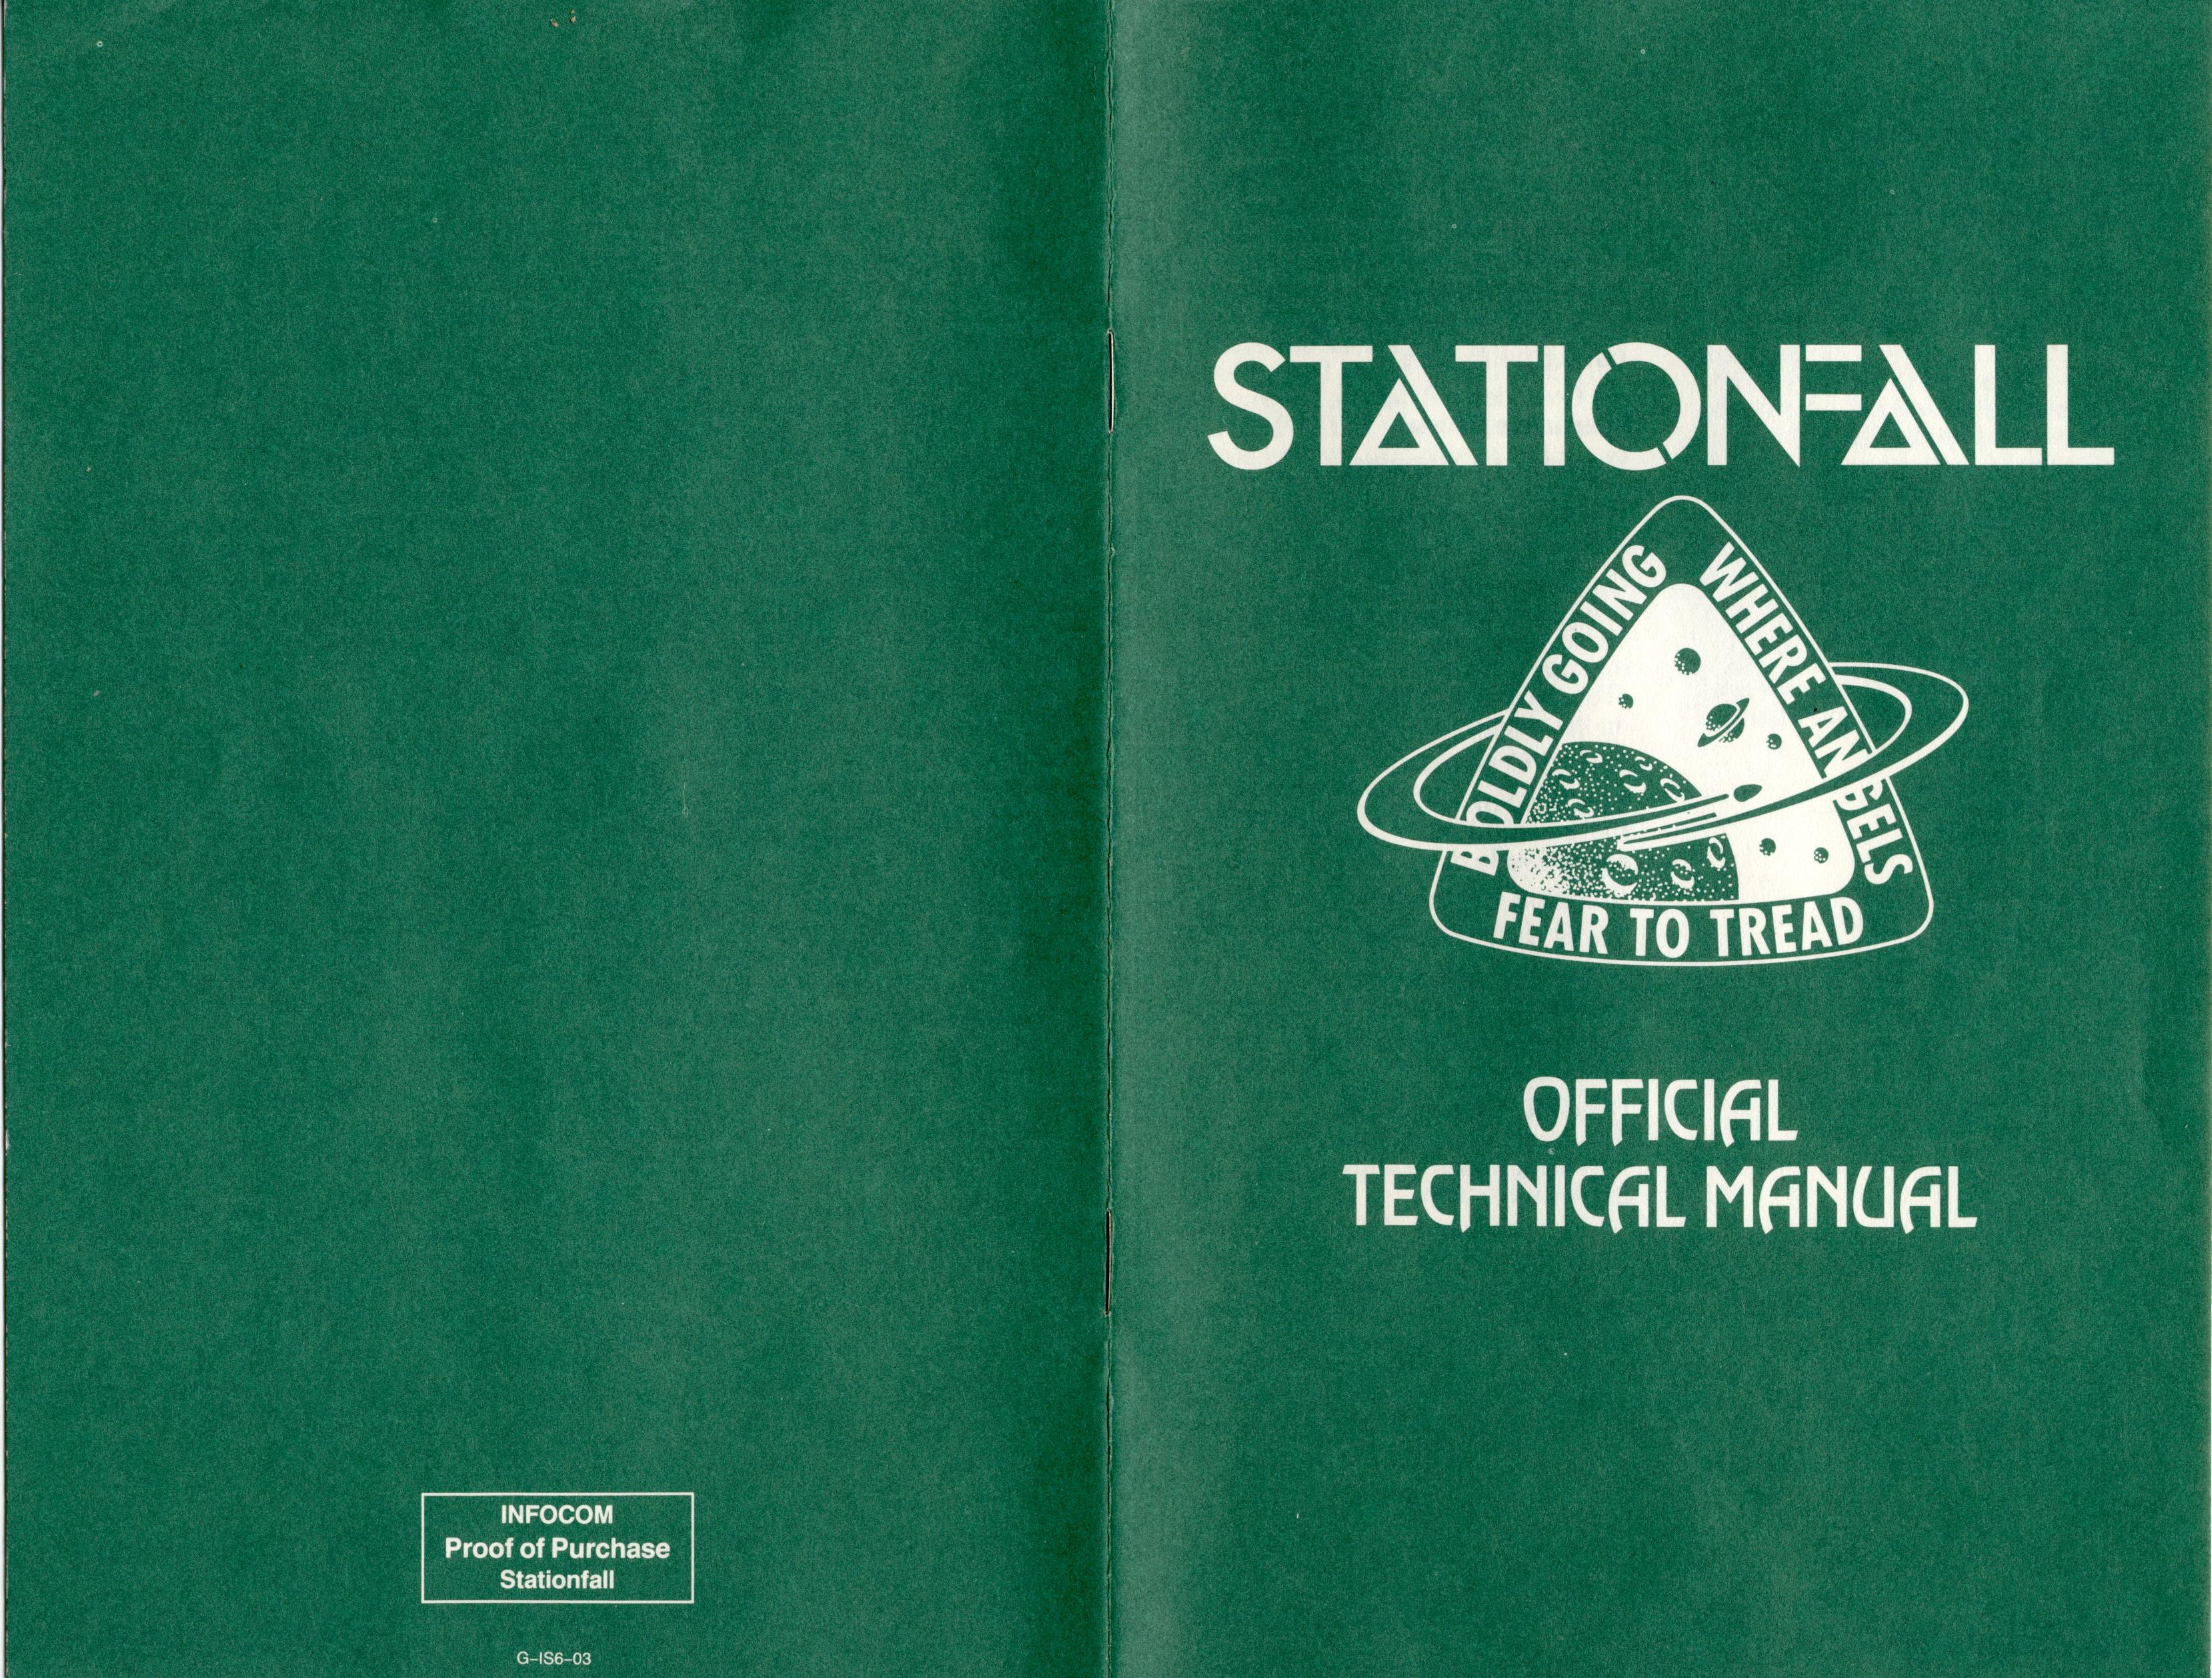 INFOCOM
Proof of Purchase
Stationfall
G-IS6-03
STATIONFALL
BOLDLY GOING
WHERE ANGELS
FEAR TO TREAD
OFFICIAL
TECHNICAL MANUAL